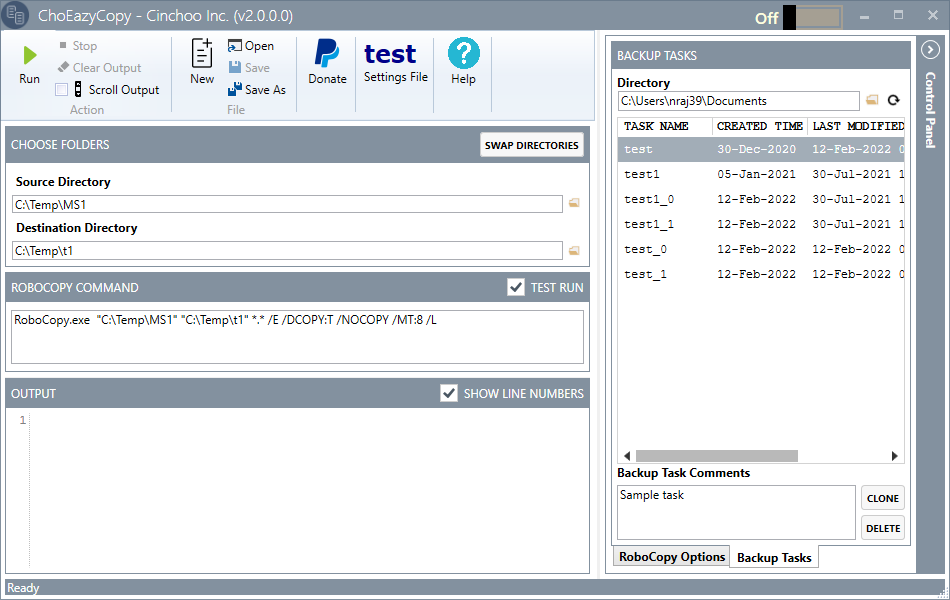 ChoEazyCopy - Cinchoo Inc. (v2.0.0.0)
Off
Run
Stop
Clear Output
Scroll Output
Action
New
Open
Save
Save As
File
Donate
test
Settings File
?
Help
CHOOSE FOLDERS
SWAP DIRECTORIES
Source Directory
C:\Temp\MS1
Destination Directory
C:\Temp\t1
ROBOCOPY COMMAND
TEST RUN
RoboCopy.exe  "C:\Temp\MS1" "C:\Temp\t1" *.* /E /DCOPY:T /NOCOPY /MT:8 /L
OUTPUT
SHOW LINE NUMBERS
1
BACKUP TASKS
Directory
C:\Users\nraj39\Documents
TASK NAME CREATED TIME LAST MODIFIED
test 30-Dec-2020 12-Feb-2022 0
test1 05-Jan-2021 30-Jul-2021 1
test1_0 12-Feb-2022 30-Jul-2021 1
test1_1 12-Feb-2022 30-Jul-2021 1
test_0 12-Feb-2022 12-Feb-2022 0
test_1 12-Feb-2022 12-Feb-2022 0
Backup Task Comments
Sample task
CLONE
DELETE
RoboCopy Options
Backup Tasks
Control Panel
Ready